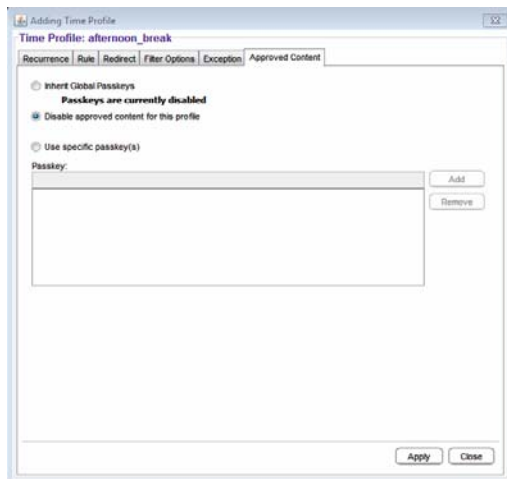 Adding Time Profile
Time Profile: afternoon_break
Recurrence Rule Redirect Filter Options Exception Approved Content
Inherit Global Passkeys
Passkeys are currently disabled
Disable approved content for this profile
Use specific passkey(s)
Passkey:
Add
Remove
Apply Close